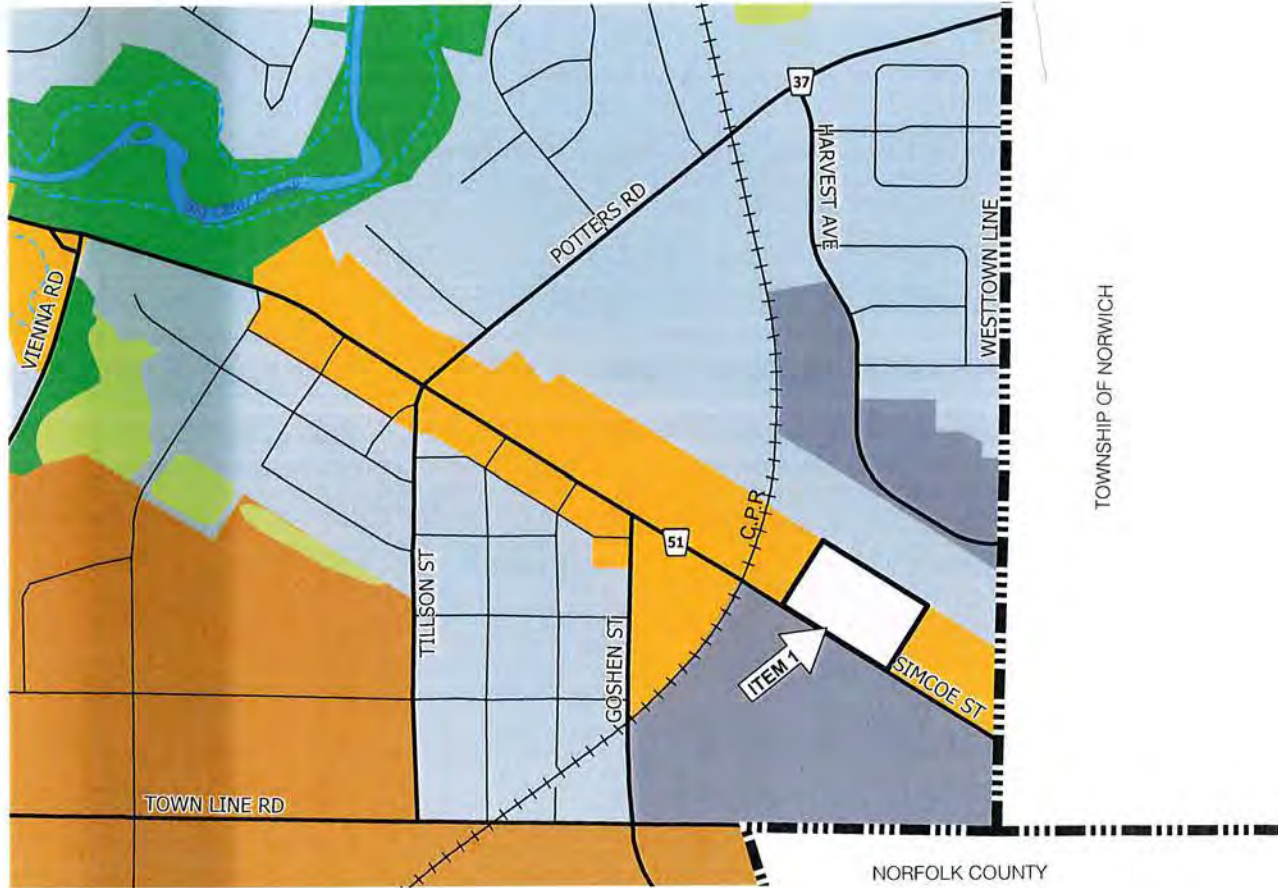 37
HARVEST AVE
POTTERS RD
WESTTOWN LINE
VIENNA RD
TOWNSHIP OF NORWICH
C.P.R.
51
TILLSON ST
GOSHEN ST
ITEM 1
SIMCOE ST
TOWN LINE RD
NORFOLK COUNTY